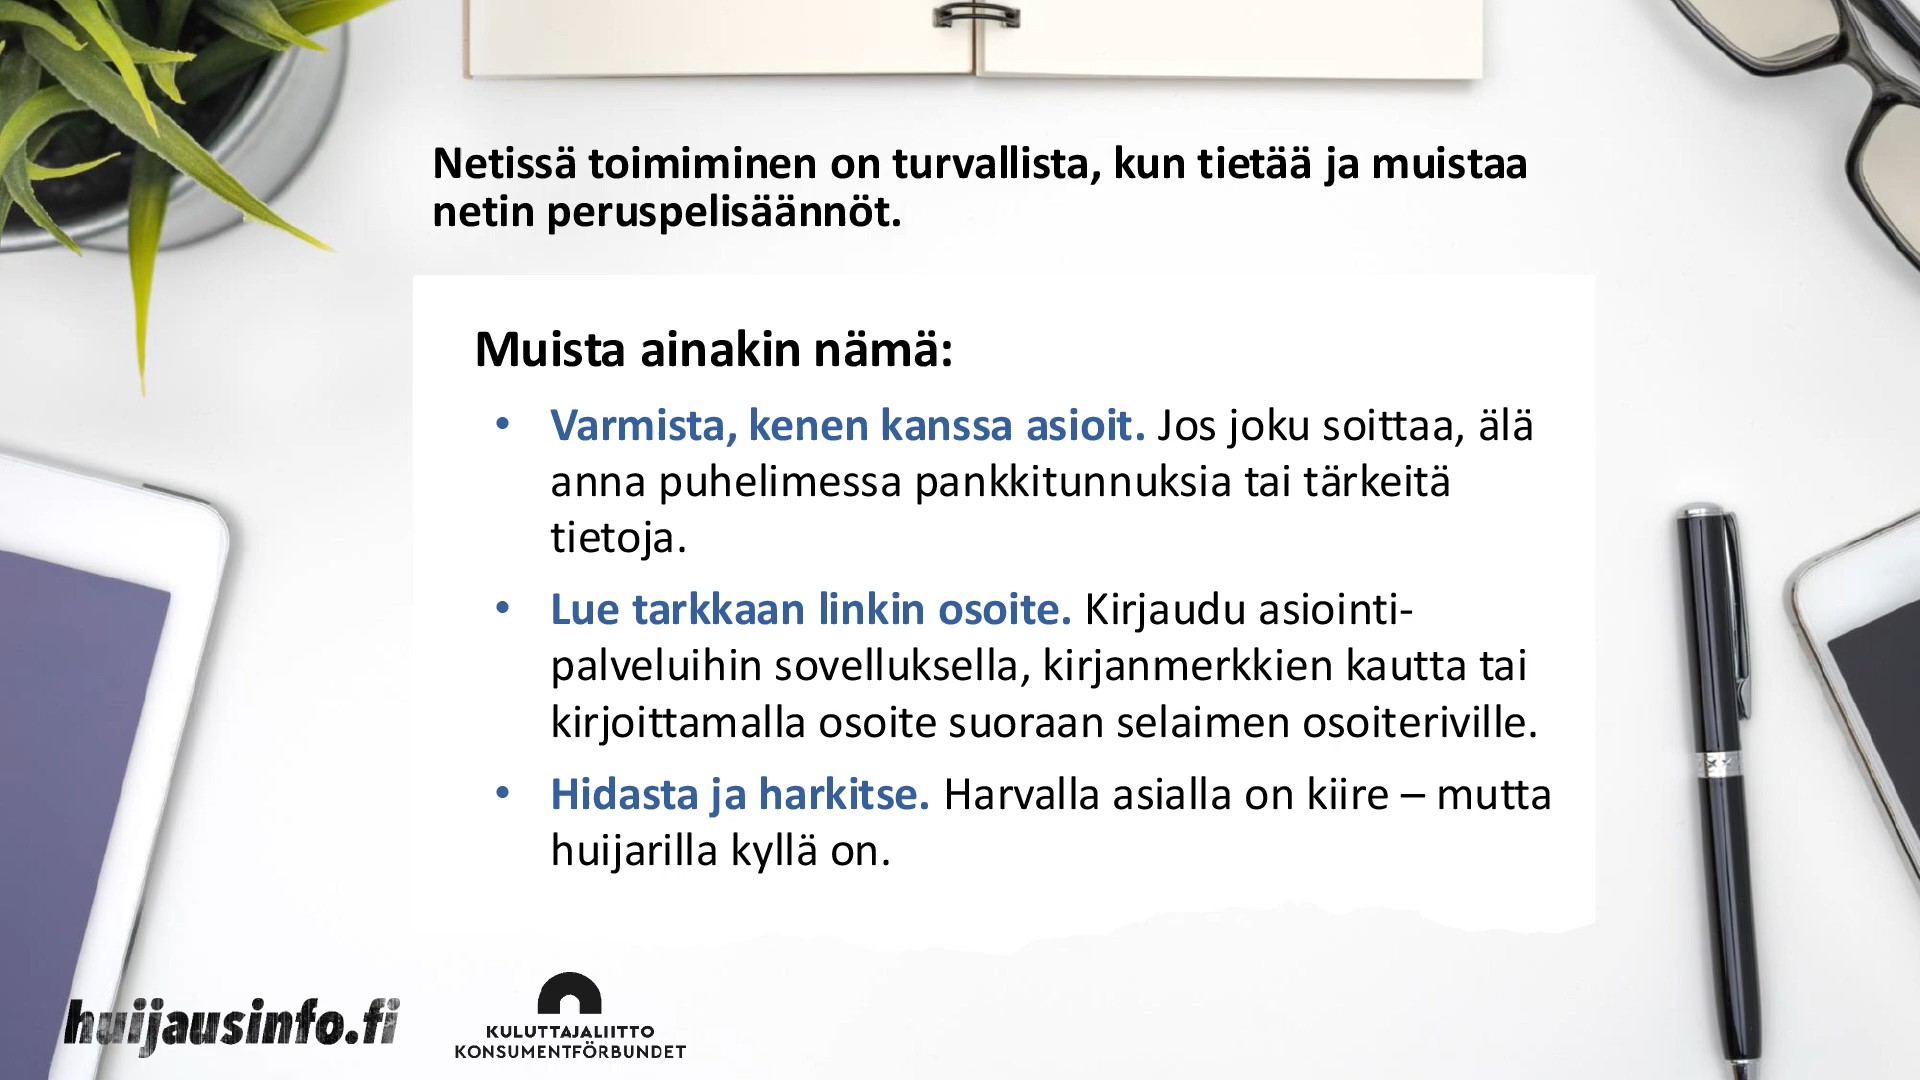 Netissä toimiminen on turvallista, kun tietää ja muistaa
netin peruspelisäännöt.
Muista ainakin nämä:
• Varmista, kenen kanssa asioit. Jos joku soittaa, älä
anna puhelimessa pankkitunnuksia tai tärkeitä
tietoja.
• Lue tarkkaan linkin osoite. Kirjaudu asiointi-
palveluihin sovelluksella, kirjanmerkkien kautta tai
kirjoittamalla osoite suoraan selaimen osoiteriville.
• Hidasta ja harkitse. Harvalla asialla on kiire – mutta
huijarilla kyllä on.
huijausinfo.fi
KULUTTAJALIITTO
KONSUMENTFÖRBUNDET